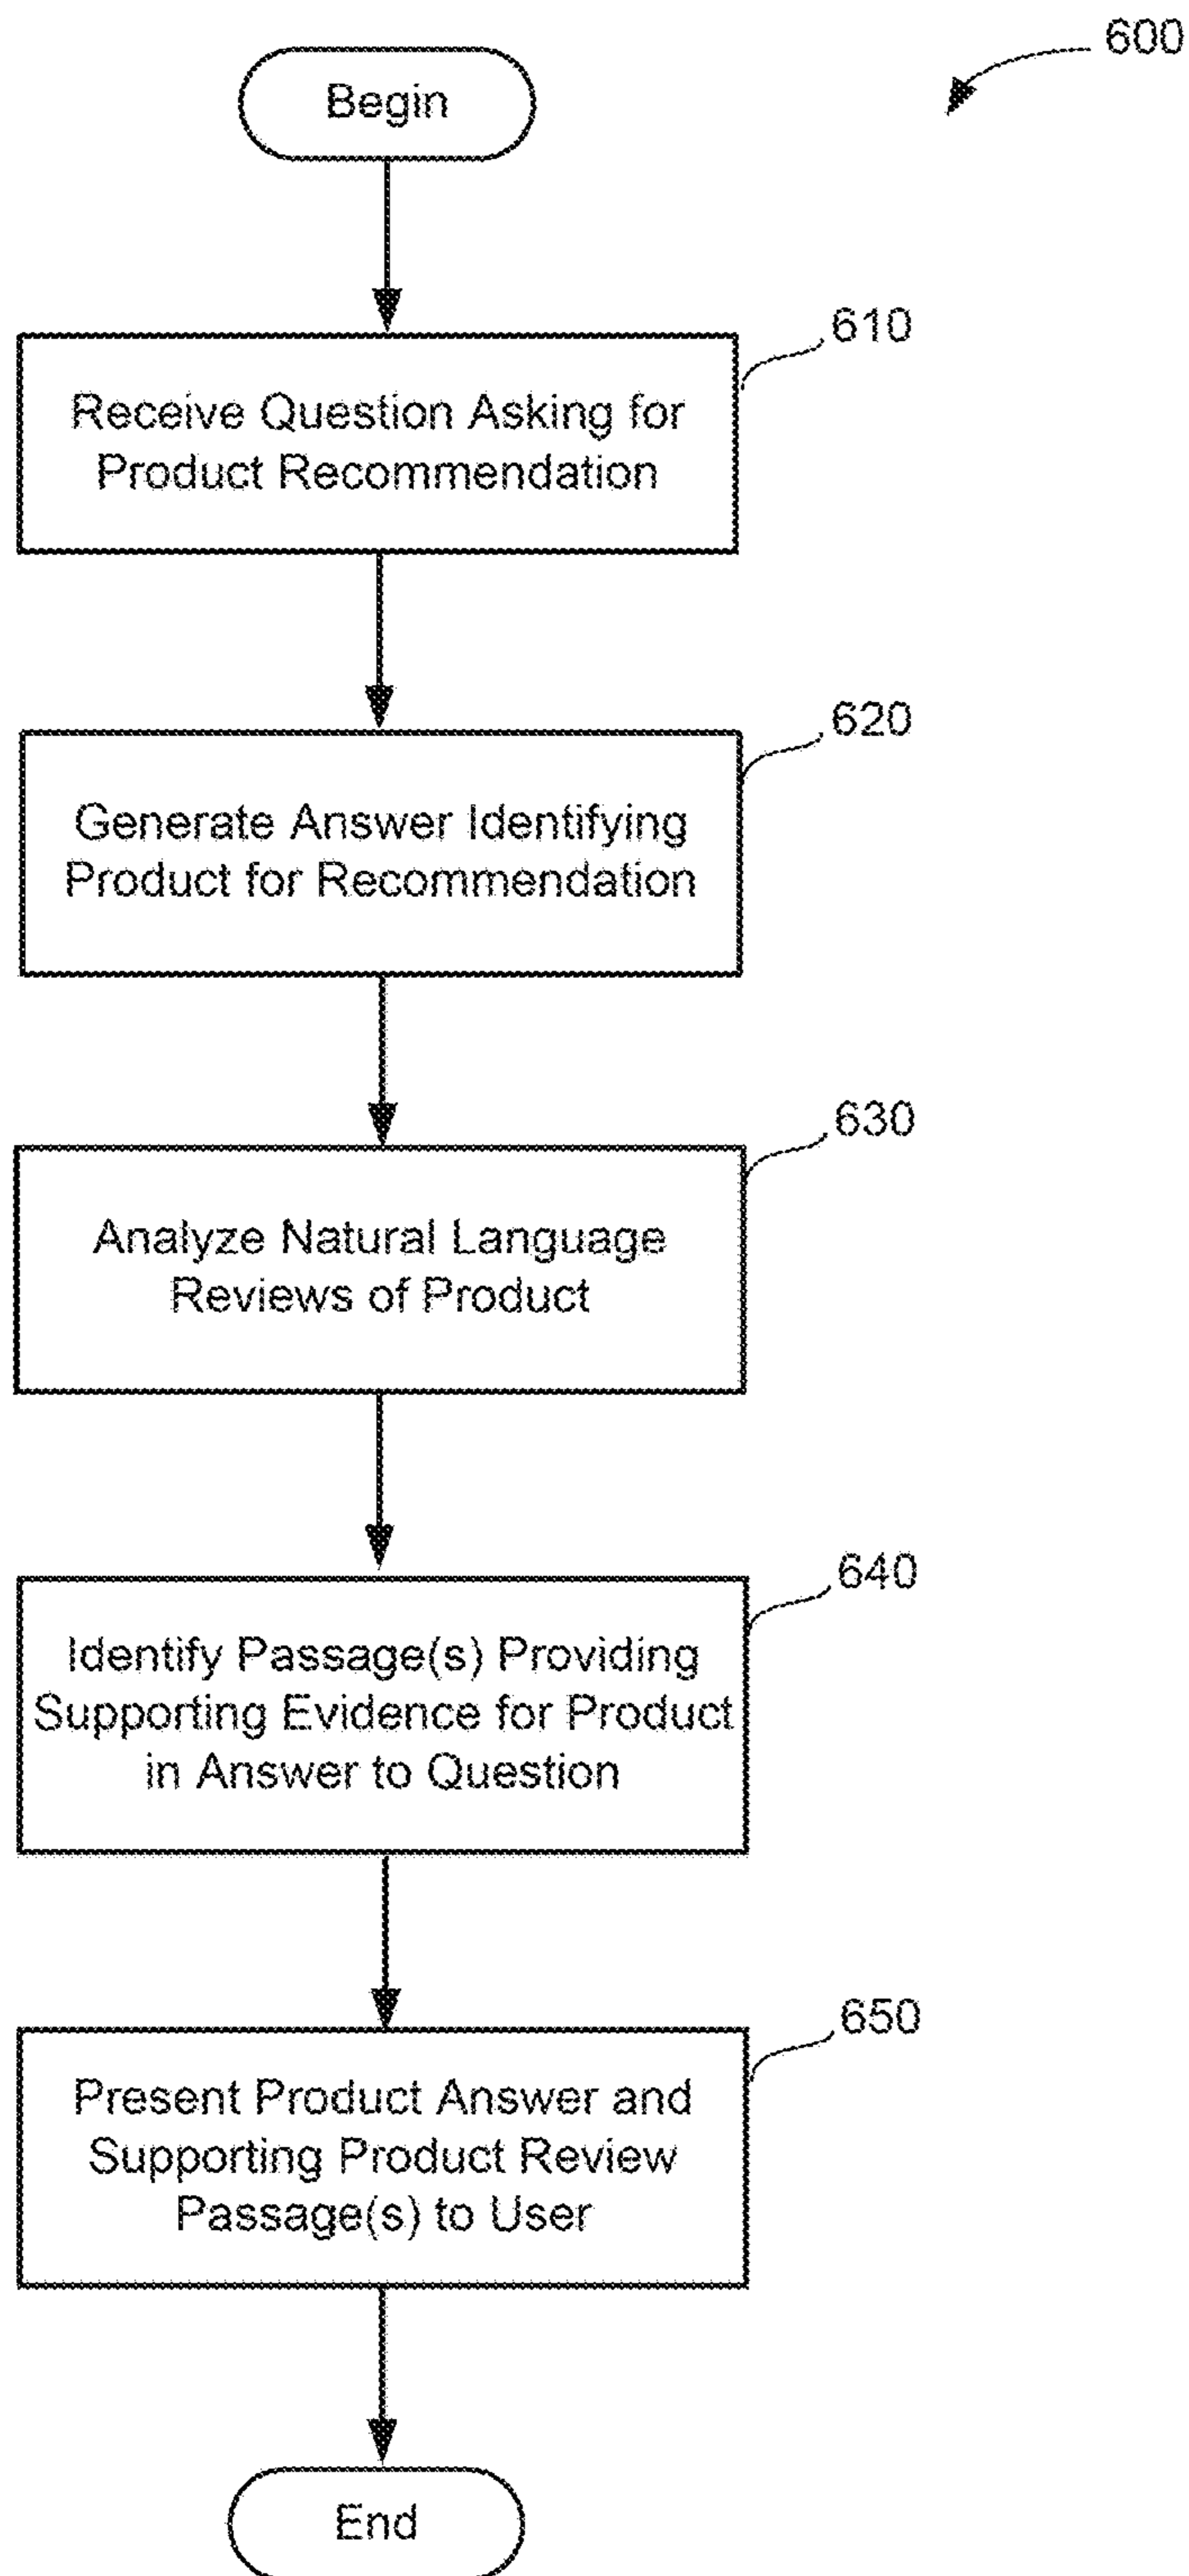 600
Begin
610
Receive Question Asking for
Product Recommendation
620
Generate Answer Identifying
Product for Recommendation
630
Analyze Natural Language
Reviews of Product
640
Identify Passage(s) Providing
Supporting Evidence for Product
in Answer to Question
650
Present Product Answer and
Supporting Product Review
Passage(s) to User
End